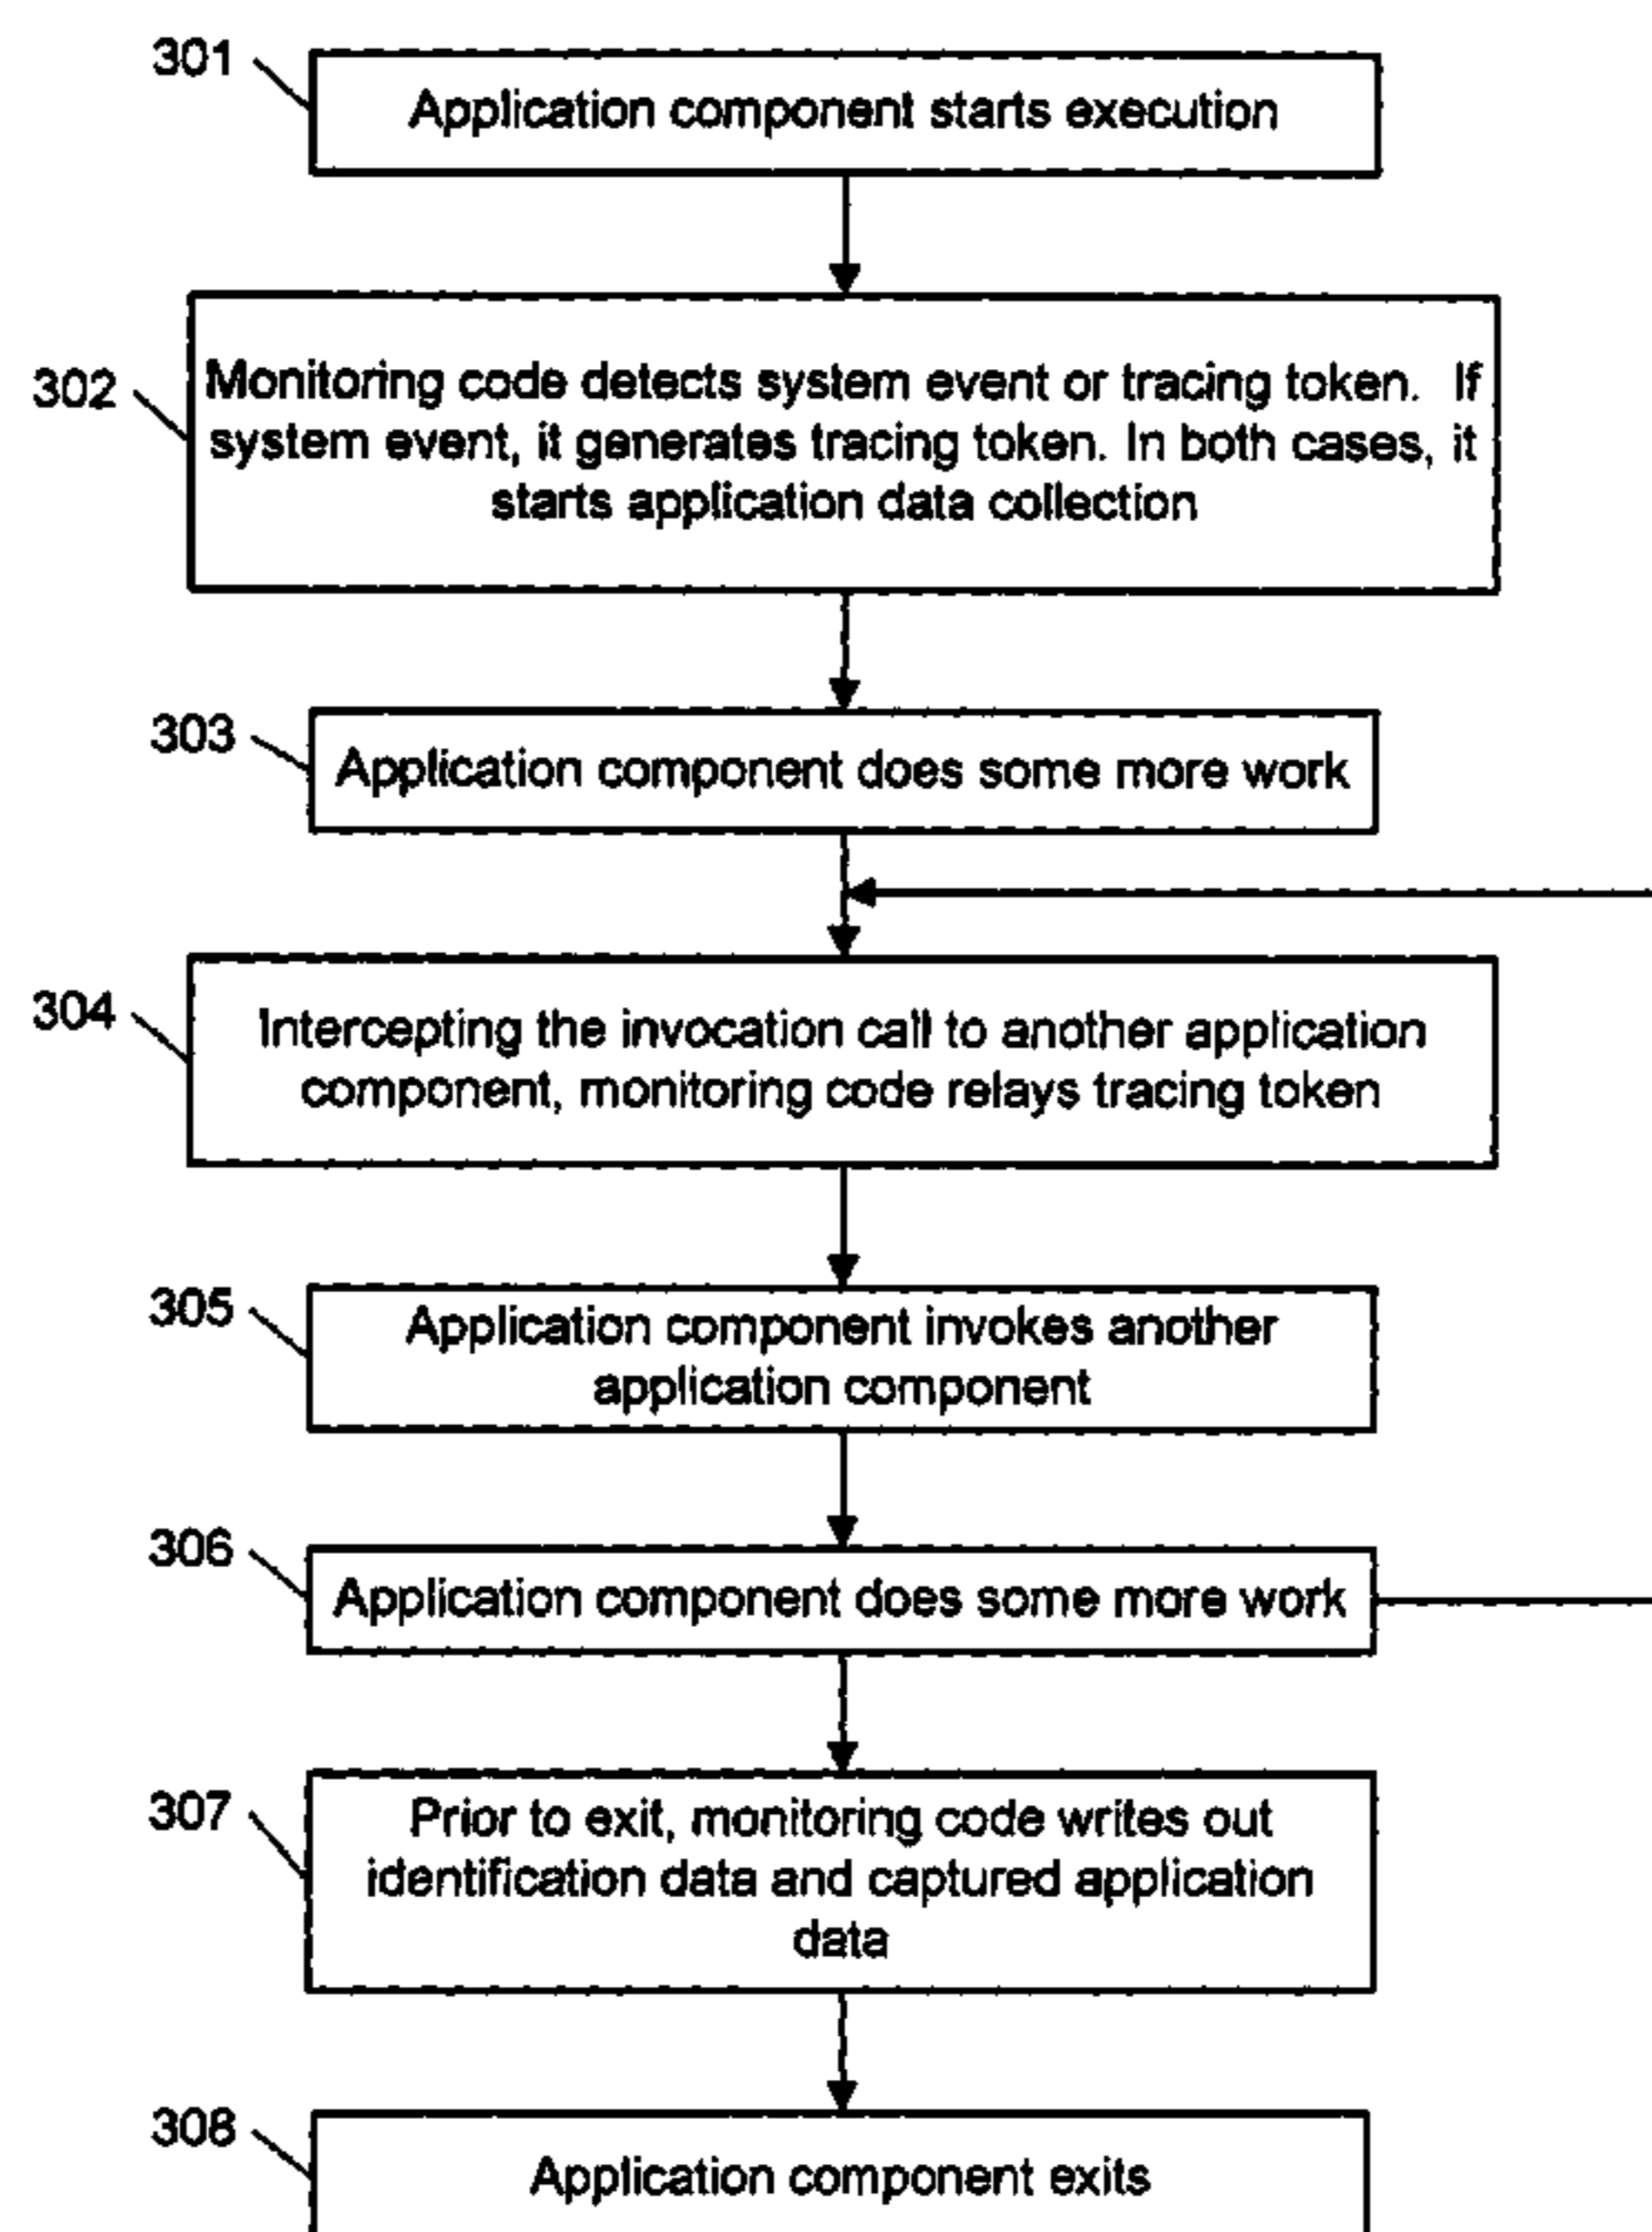 301
Application component starts execution
302
Monitoring code detects system event or tracing token. If
system event, it generates tracing token. In both cases, it
starts application data collection
303
Application component does some more work
304
Intercepting the invocation call to another application
component, monitoring code relays tracing token
305
Application component invokes another
application component
306
Application component does some more work
307
Prior to exit, monitoring code writes out
identification data and captured application
data
308
Application component exits